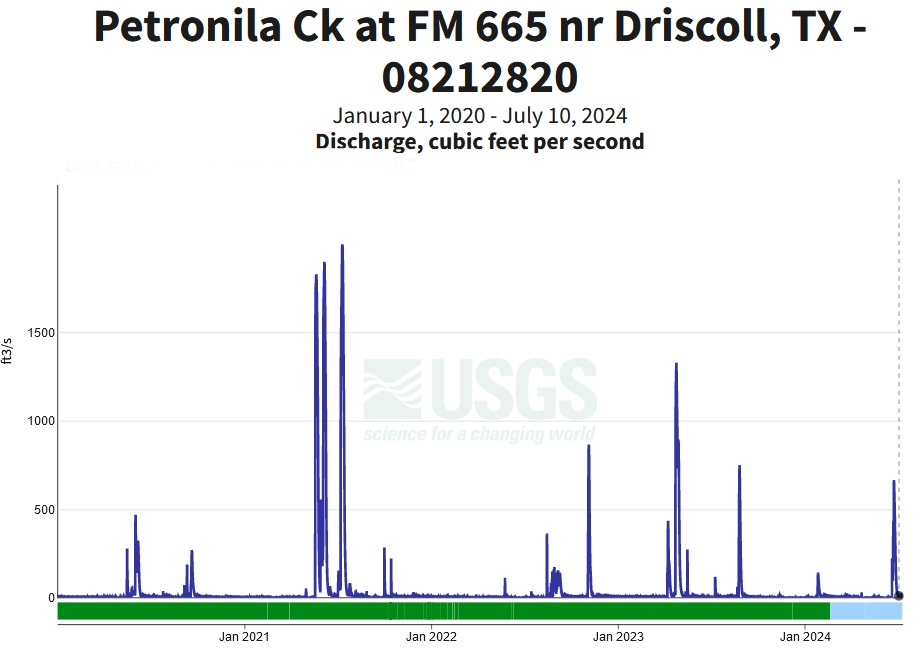 Petronila Ck at FM 665 nr Driscoll, TX -
08212820
January 1, 2020 - July 10, 2024
Discharge, cubic feet per second
1500
ft3/s
USGS
1000
science for a changing world
500
0
Jan 2021 Jan 2022 Jan 2023 Jan 2024